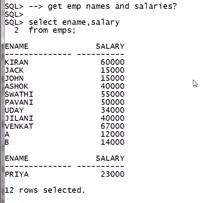 SQL> --> get emp names and salaries?
SQL>
SQL> select ename,salary
2 from emps;
ENAME SALARY
--------------- ----------
KIRAN 60000
JACK 15000
JOHN 15000
ASHOK 40000
SWATHI 55000
PAVANI 50000
UDAY 34000
JILANI 40000
VENKAT 67000
A 12000
B 14000
ENAME SALARY
--------------- ----------
PRIYA 23000
12 rows selected.